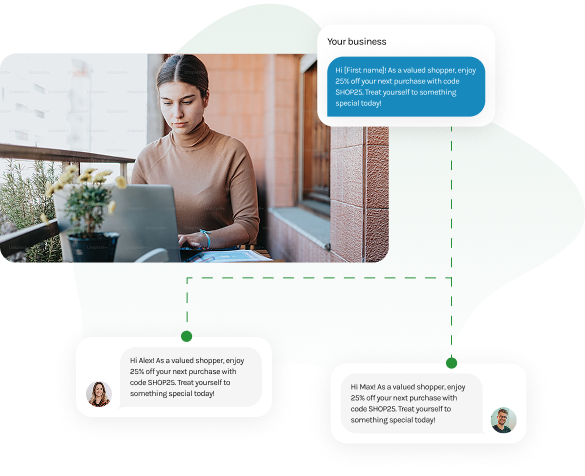 Your business
Hi [First name]! As a valued shopper, enjoy
25% off your next purchase with code
SHOP25. Treat yourself to something
special today!
Hi Alex! As a valued shopper, enjoy
25% off your next purchase with
code SHOP25. Treat yourself to
something special today!
Hi Max! As a valued shopper, enjoy
25% off your next purchase with
code SHOP25. Treat yourself to
something special today!